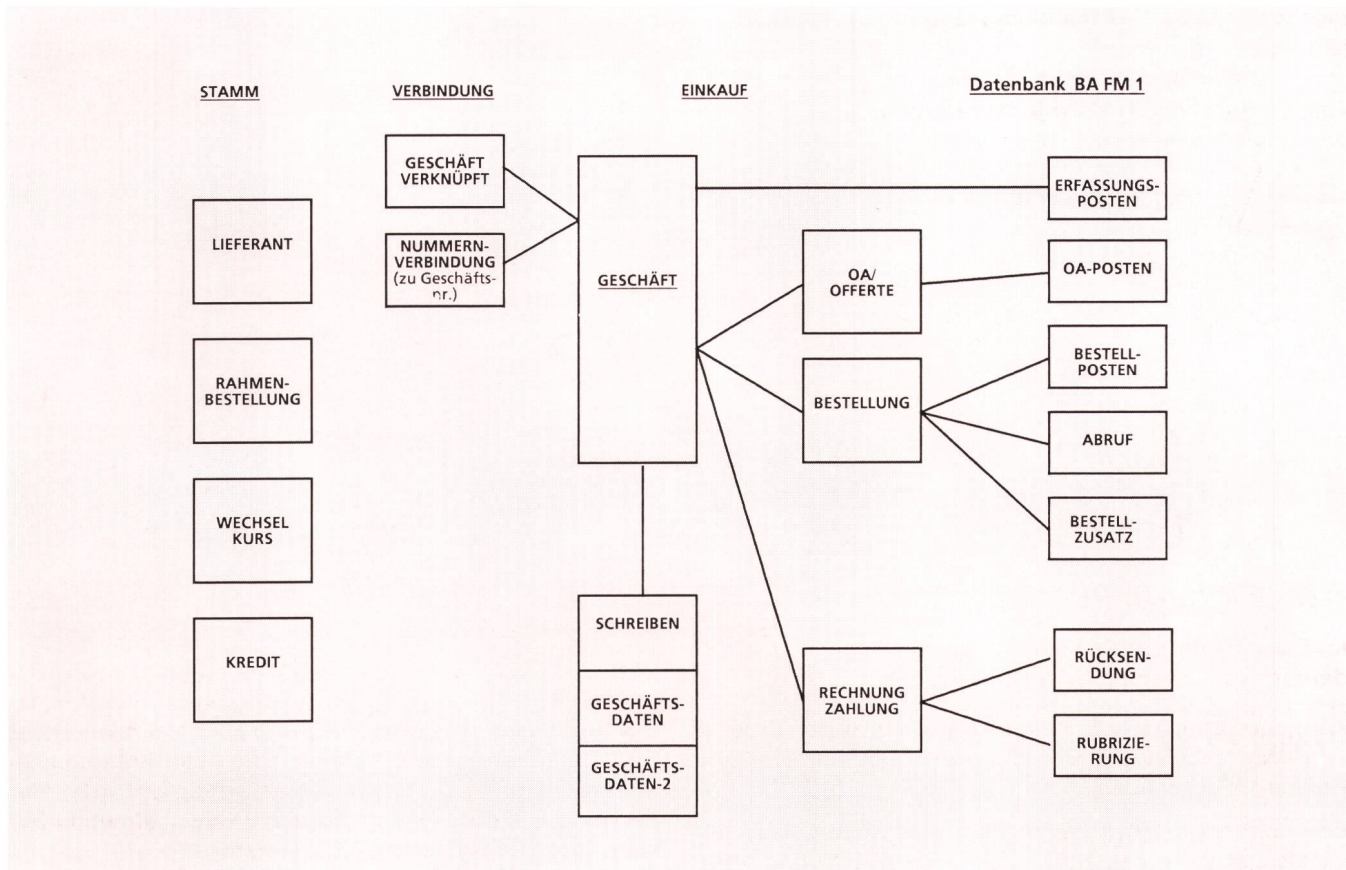 STAMM
VERBINDUNG
EINKAUF
Datenbank BA FM 1
LIEFERANT
RAHMEN-
BESTELLUNG
WECHSEL
KURS
KREDIT
GESCHÄFT
VERKNÜPFT
NUMMERN-
VERBINDUNG
(zu Geschäfts-
nr.)
GESCHÄFT
SCHREIBEN
GESCHÄFTS-
DATEN
GESCHÄFTS-
DATEN-2
OA/
OFFERTE
BESTELLUNG
RECHNUNG
ZAHLUNG
ERFASSUNGS-
POSTEN
OA-POSTEN
BESTELL-
POSTEN
ABRUF
BESTELL-
ZUSATZ
RÜCKSEN-
DUNG
RUBRIZIE-
RUNG